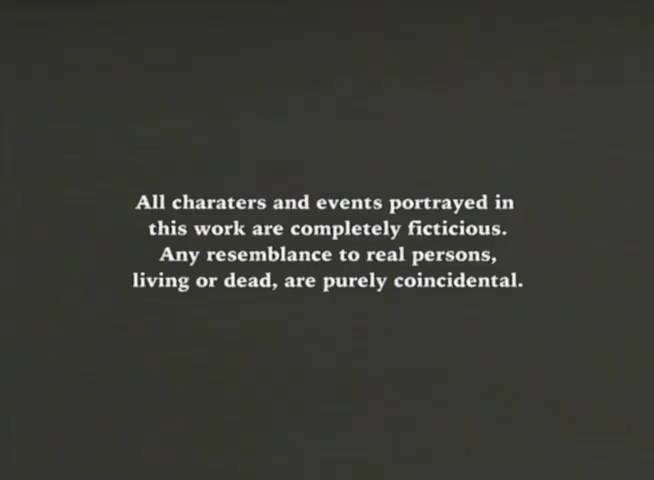 All charaters and events portrayed in
this work are completely ficticious.
Any resemblance to real persons,
living or dead, are purely coincidental.